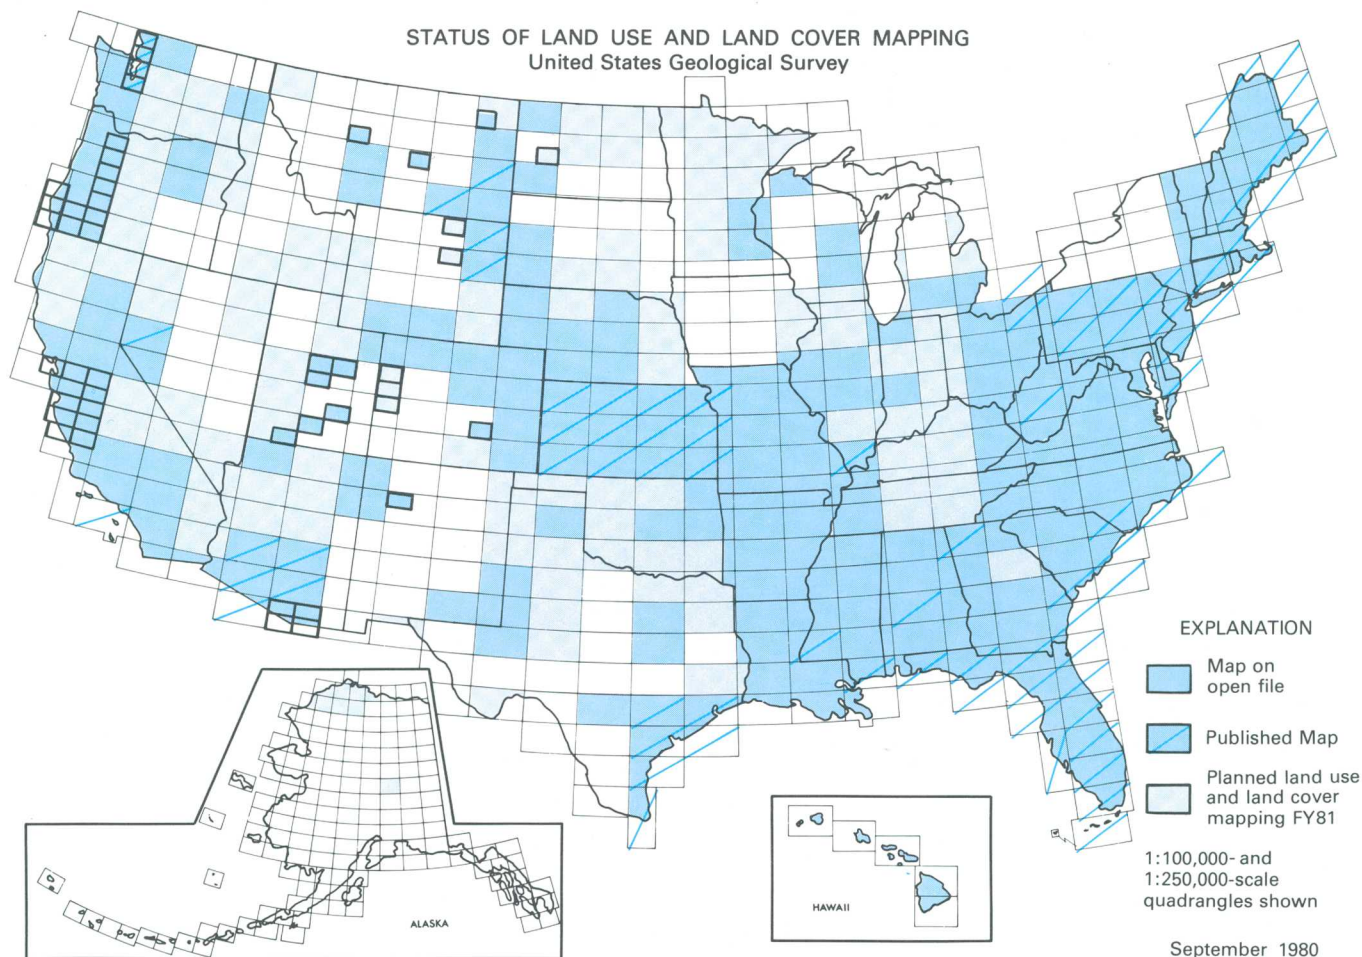 STATUS OF LAND USE AND LAND COVER MAPPING
United States Geological Survey
EXPLANATION
Map on
open file
Published Map
Planned land use
and land cover
mapping FY81
1:100,000- and
1:250,000-scale
quadrangles shown
September 1980
ALASKA
HAWAII